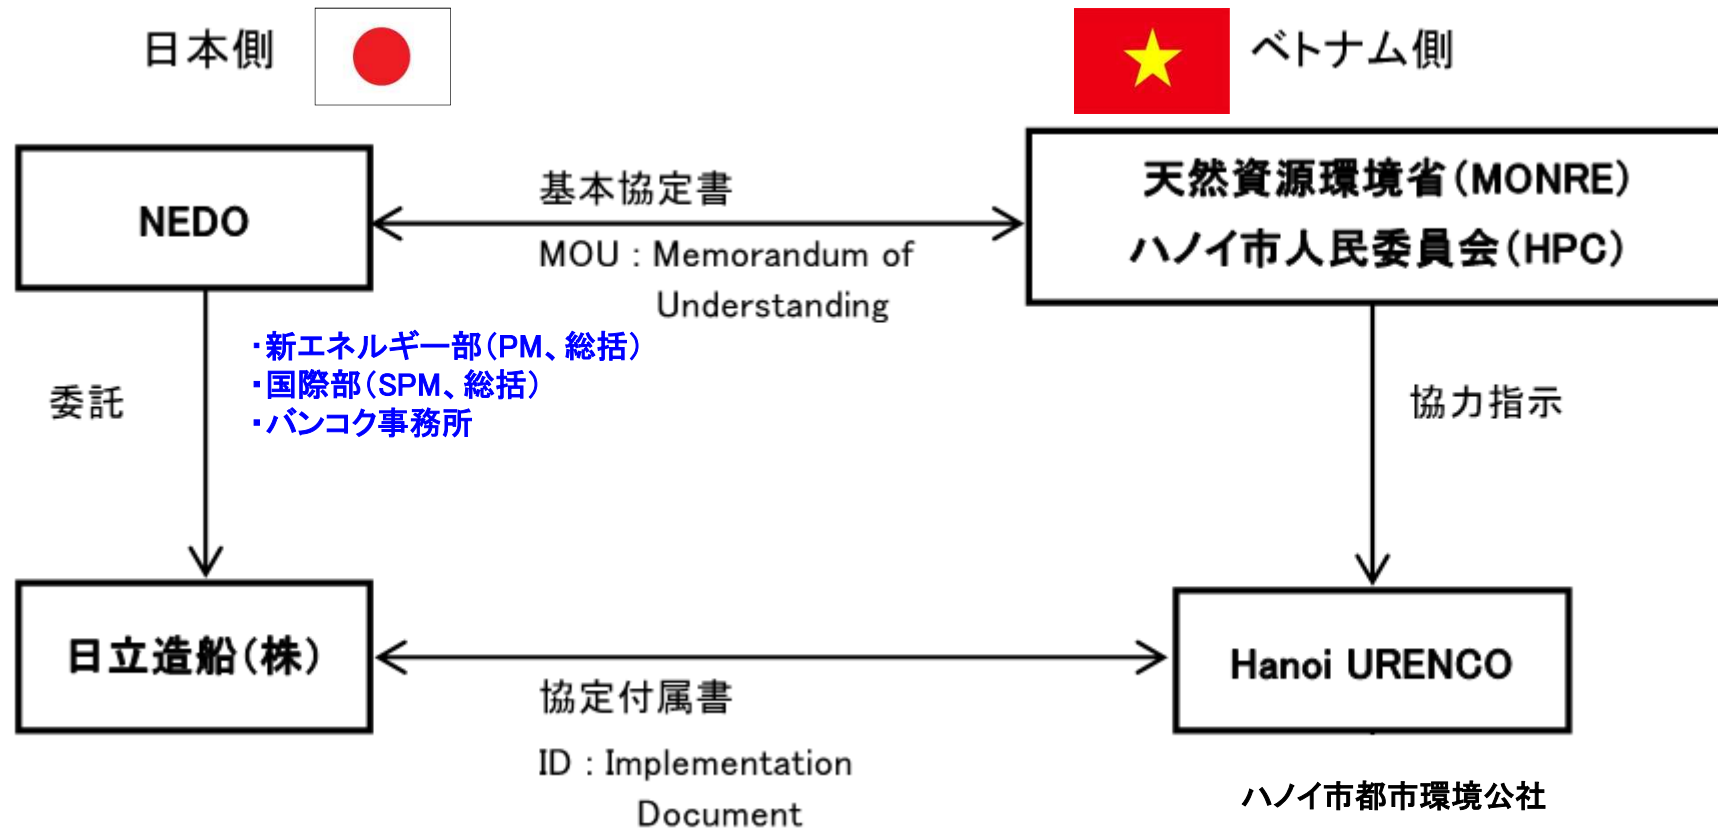 日本側
ベトナム側
NEDO
基本協定書
MOU : Memorandum of
Understanding
天然資源環境省(MONRE)
ハノイ市人民委員会(HPC)
・新エネルギー部(PM、総括)
・国際部(SPM、総括)
・バンコク事務所
委託
協力指示
日立造船(株)
協定付属書
ID : Implementation
Document
Hanoi URENCO
ハノイ市都市環境公社